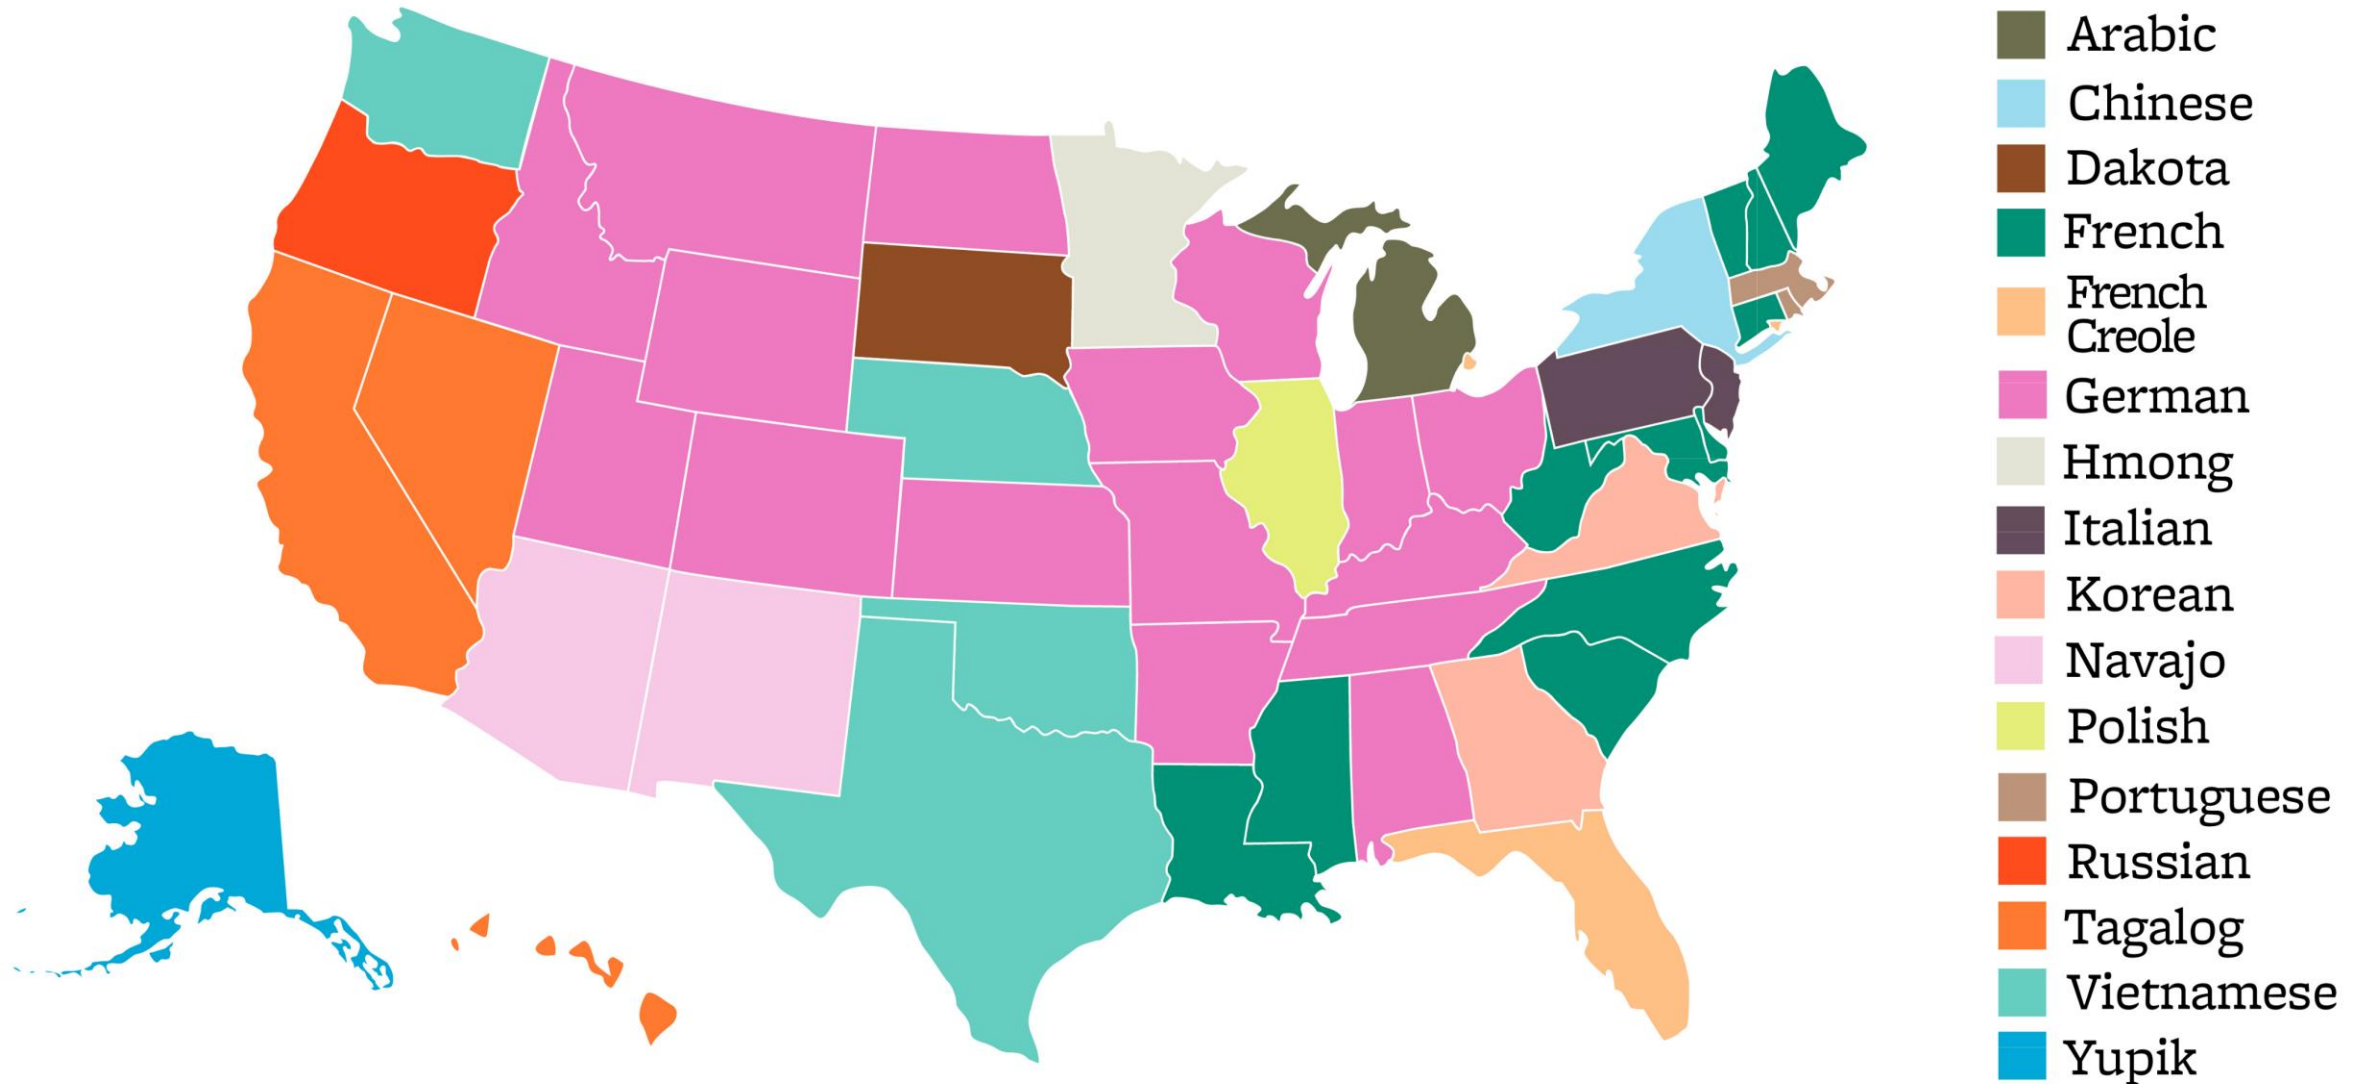 Arabic
Chinese
Dakota
French
French
Creole
German
Hmong
Italian
Korean
Navajo
Polish
Portuguese
Russian
Tagalog
Vietnamese
Yupik